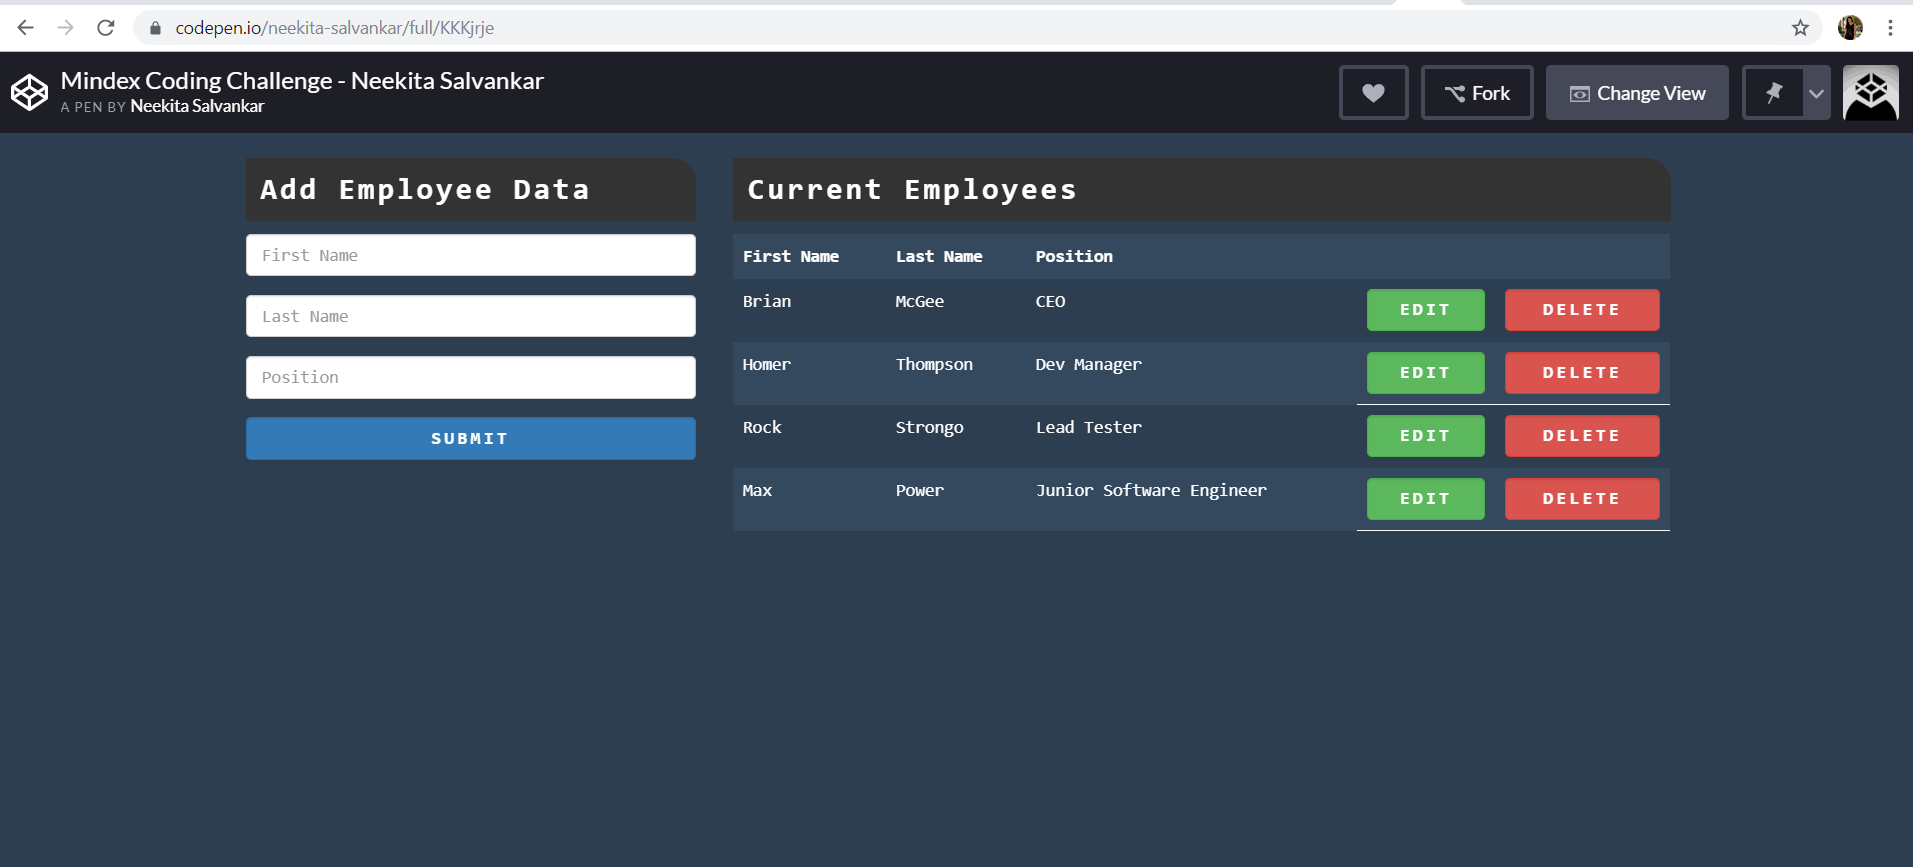 codepen.io/neekita-salvankar/full/KKKjrje
Mindex Coding Challenge - Neekita Salvankar
A PEN BY Neekita Salvankar
Fork
Change View
Add Employee Data
First Name
Last Name
Position
SUBMIT
Current Employees
First Name Last Name Position
Brian McGee CEO EDIT DELETE
Homer Thompson Dev Manager EDIT DELETE
Rock Strongo Lead Tester EDIT DELETE
Max Power Junior Software Engineer EDIT DELETE